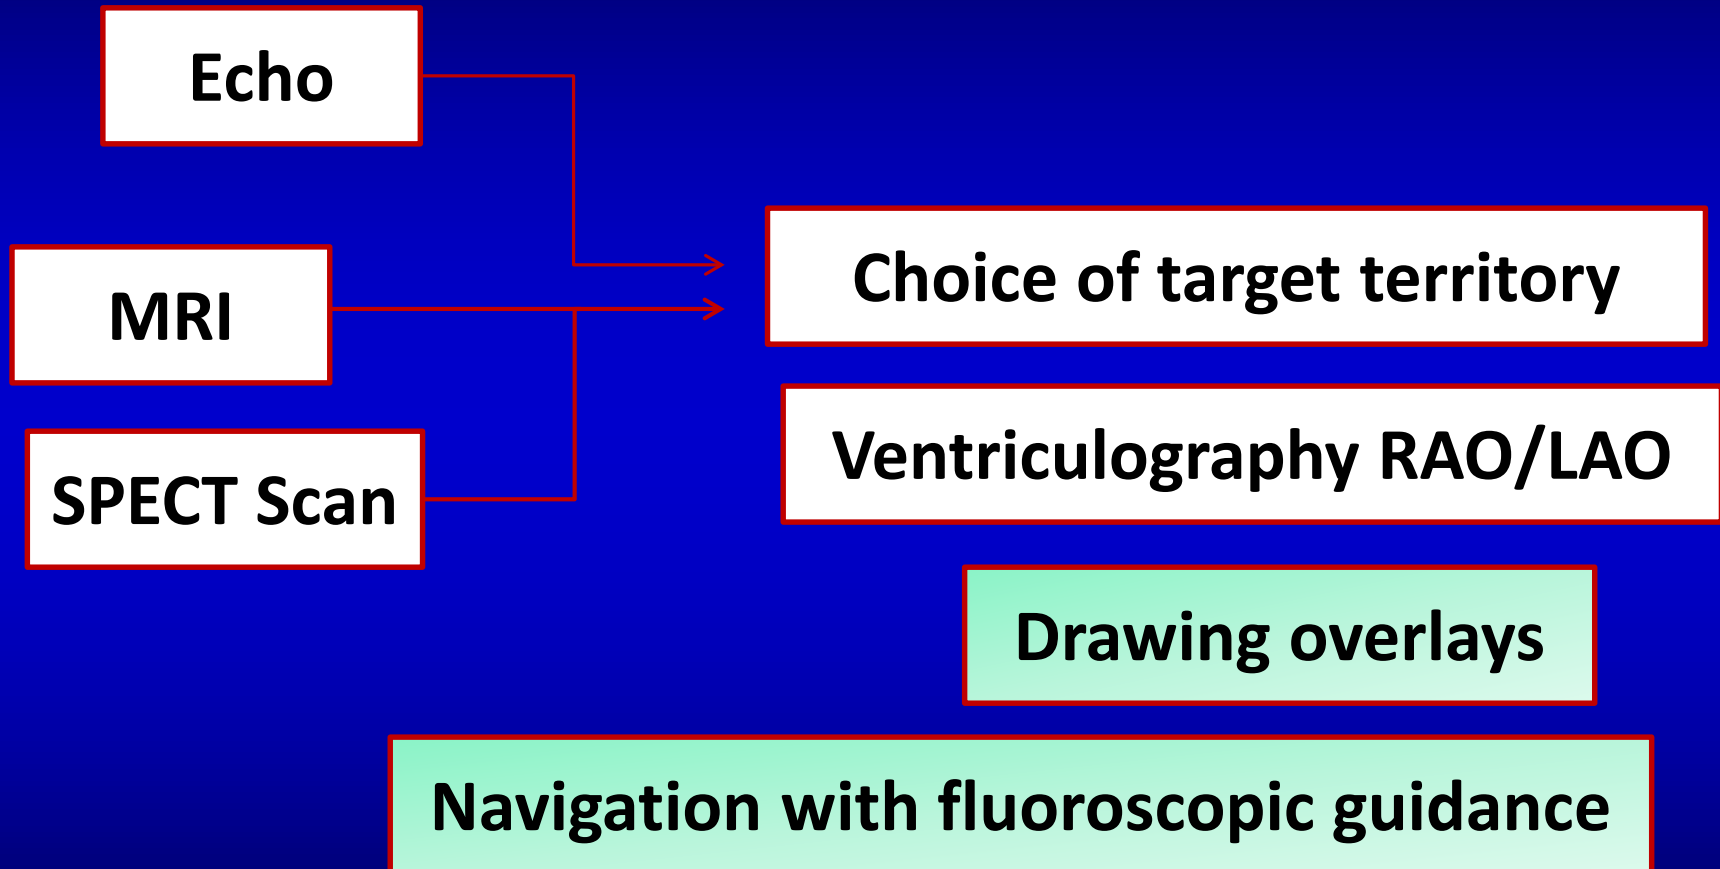 Echo
MRI
SPECT Scan
Choice of target territory
Ventriculography RAO/LAO
Drawing overlays
Navigation with fluoroscopic guidance